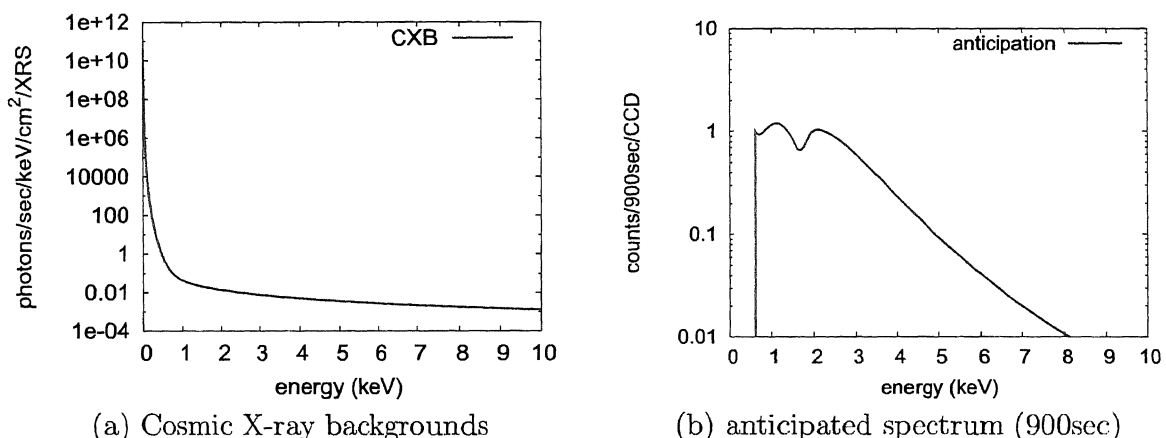 photons/sec/keV/cm²/XRS
1e+12
1e+10
1e+08
1e+06
10000
100
1
0.01
1e-04
CXB
0 1 2 3 4 5 6 7 8 9 10
energy (keV)
(a) Cosmic X-ray backgrounds
counts/900sec/CCD
10
1
0.1
0.01
anticipation
0 1 2 3 4 5 6 7 8 9 10
energy (keV)
(b) anticipated spectrum (900sec)